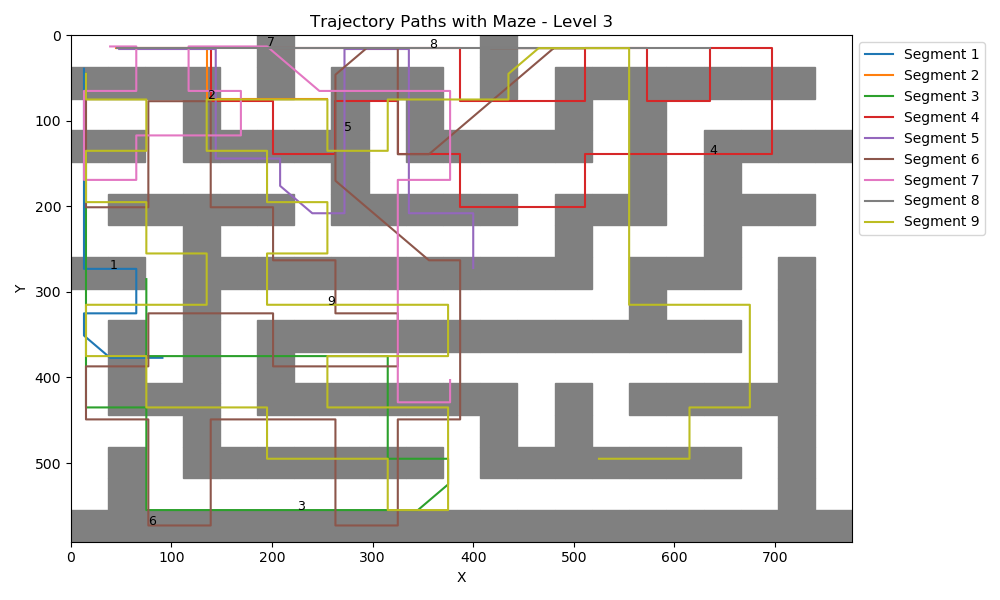 Trajectory Paths with Maze - Level 3
0
100
200
300
400
500
Y
0
100
200
300
400
500
600
700
X
1
2
3
4
5
6
7
8
9
Segment 1
Segment 2
Segment 3
Segment 4
Segment 5
Segment 6
Segment 7
Segment 8
Segment 9